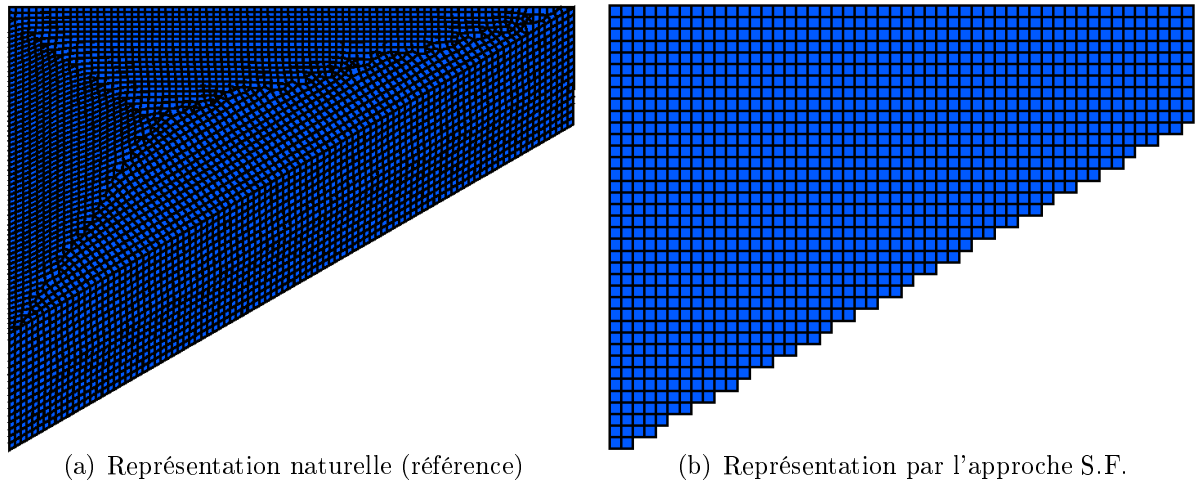 (a) Représentation naturelle (référence)
(b) Représentation par l'approche S.F.